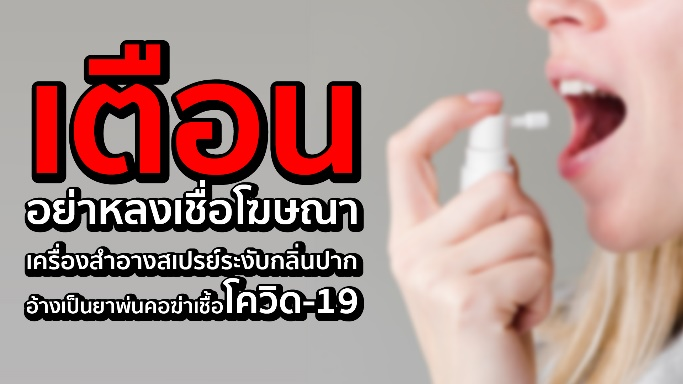 เตือน
อย่าหลงเชื่อโฆษณา
เครื่องสำอางสเปรย์ระงับกลิ่นปาก
อ้างเป็นยาพ่นคอฆ่าเชื้อโควิด-19